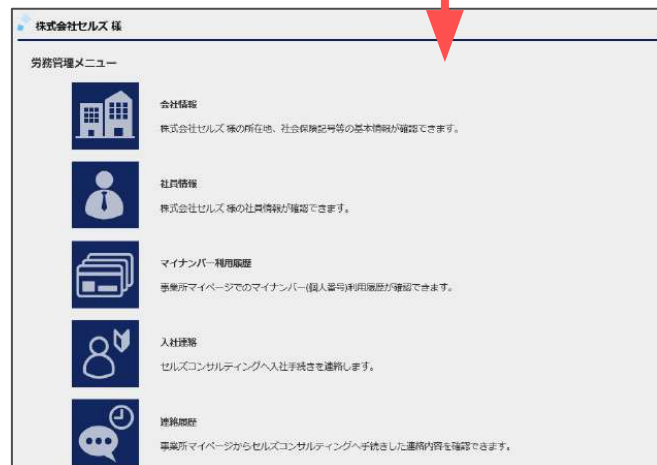 株式会社セルズ 様
労務管理メニュー
会社情報
株式会社セルズ 様の所在地、社会保険記号等の基本情報が確認できます。
社員情報
株式会社セルズ 様の社員情報が確認できます。
マイナンバー利用履歴
事業所マイページでのマイナンバー(個人番号)利用履歴が確認できます。
入社連絡
セルズコンサルティングへ入社手続きを連絡します。
連絡履歴
事業所マイページからセルズコンサルティングへ手続きした連絡内容を確認できます。